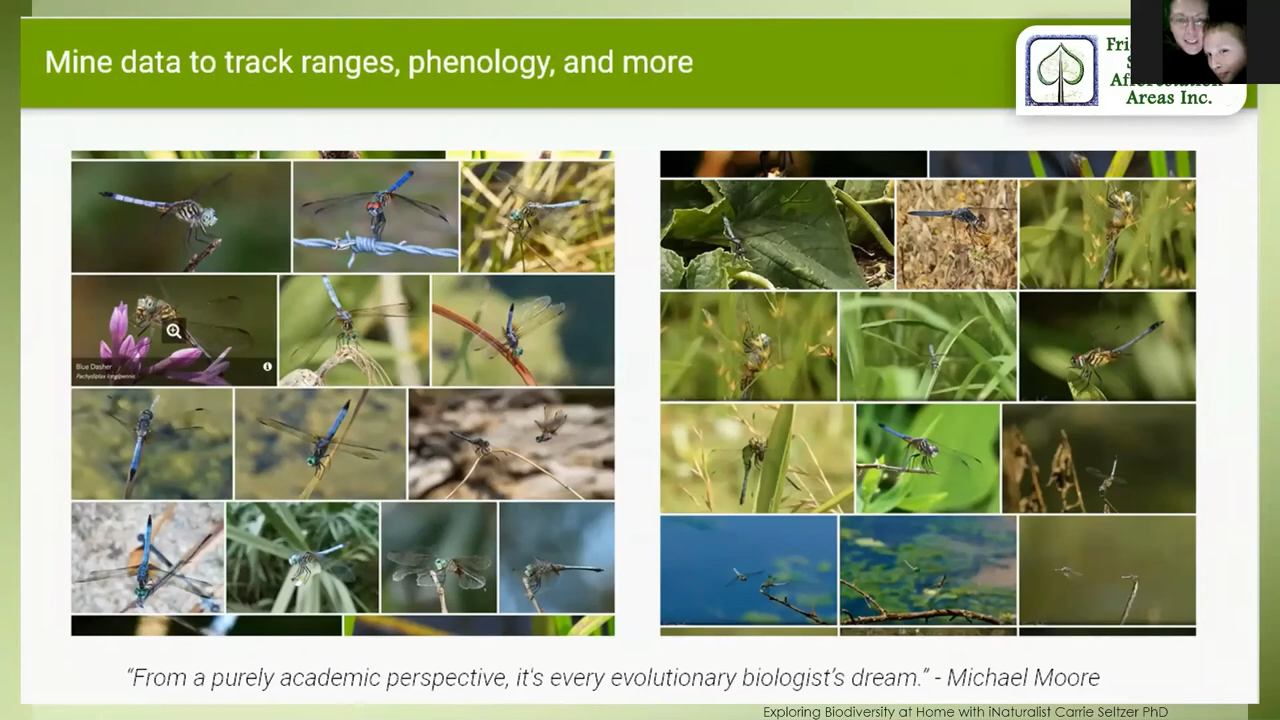 Mine data to track ranges, phenology, and more
Areas Inc.
Blue Dasher
Pachydiplax longipennis
“From a purely academic perspective, it's every evolutionary biologist’s dream.” - Michael Moore
Exploring Biodiversity at Home with iNaturalist Carrie Seltzer PhD